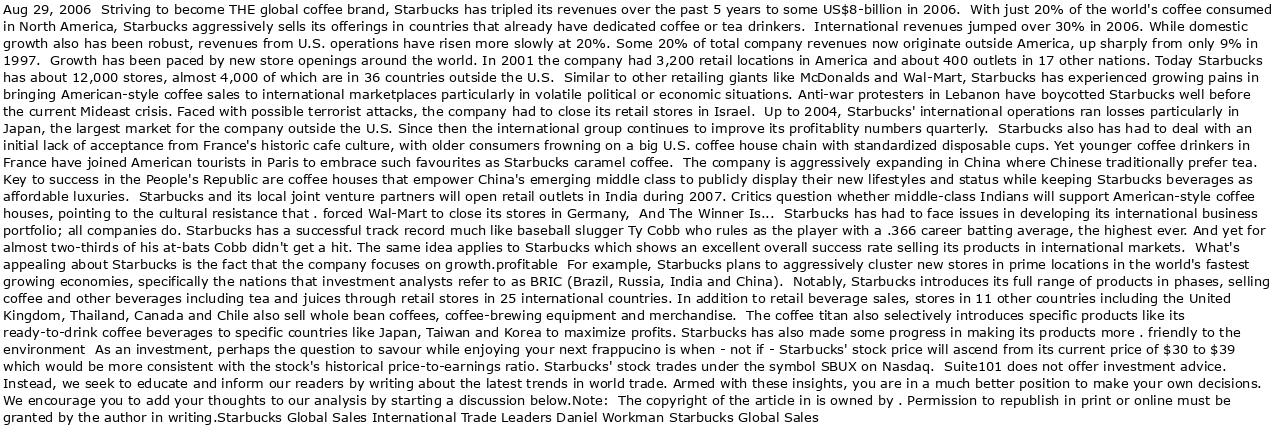 Aug 29, 2006  Striving to become THE global coffee brand, Starbucks has tripled its revenues over the past 5 years to some US$8-billion in 2006.  With just 20% of the world's coffee consumed
in North America, Starbucks aggressively sells its offerings in countries that already have dedicated coffee or tea drinkers.  International revenues jumped over 30% in 2006. While domestic
growth also has been robust, revenues from U.S. operations have risen more slowly at 20%. Some 20% of total company revenues now originate outside America, up sharply from only 9% in
1997.  Growth has been paced by new store openings around the world. In 2001 the company had 3,200 retail locations in America and about 400 outlets in 17 other nations. Today Starbucks
has about 12,000 stores, almost 4,000 of which are in 36 countries outside the U.S.  Similar to other retailing giants like McDonalds and Wal-Mart, Starbucks has experienced growing pains in
bringing American-style coffee sales to international marketplaces particularly in volatile political or economic situations. Anti-war protesters in Lebanon have boycotted Starbucks well before
the current Mideast crisis. Faced with possible terrorist attacks, the company had to close its retail stores in Israel.  Up to 2004, Starbucks' international operations ran losses particularly in
Japan, the largest market for the company outside the U.S. Since then the international group continues to improve its profitablity numbers quarterly.  Starbucks also has had to deal with an
initial lack of acceptance from France's historic cafe culture, with older consumers frowning on a big U.S. coffee house chain with standardized disposable cups. Yet younger coffee drinkers in
France have joined American tourists in Paris to embrace such favourites as Starbucks caramel coffee.  The company is aggressively expanding in China where Chinese traditionally prefer tea.
Key to success in the People's Republic are coffee houses that empower China's emerging middle class to publicly display their new lifestyles and status while keeping Starbucks beverages as
affordable luxuries.  Starbucks and its local joint venture partners will open retail outlets in India during 2007. Critics question whether middle-class Indians will support American-style coffee
houses, pointing to the cultural resistance that . forced Wal-Mart to close its stores in Germany,  And The Winner Is...  Starbucks has had to face issues in developing its international business
portfolio; all companies do. Starbucks has a successful track record much like baseball slugger Ty Cobb who rules as the player with a .366 career batting average, the highest ever. And yet for
almost two-thirds of his at-bats Cobb didn't get a hit. The same idea applies to Starbucks which shows an excellent overall success rate selling its products in international markets.  What's
appealing about Starbucks is the fact that the company focuses on growth.profitable  For example, Starbucks plans to aggressively cluster new stores in prime locations in the world's fastest
growing economies, specifically the nations that investment analysts refer to as BRIC (Brazil, Russia, India and China).  Notably, Starbucks introduces its full range of products in phases, selling
coffee and other beverages including tea and juices through retail stores in 25 international countries. In addition to retail beverage sales, stores in 11 other countries including the United
Kingdom, Thailand, Canada and Chile also sell whole bean coffees, coffee-brewing equipment and merchandise.  The coffee titan also selectively introduces specific products like its
ready-to-drink coffee beverages to specific countries like Japan, Taiwan and Korea to maximize profits. Starbucks has also made some progress in making its products more . friendly to the
environment  As an investment, perhaps the question to savour while enjoying your next frappucino is when - not if - Starbucks' stock price will ascend from its current price of $30 to $39
which would be more consistent with the stock's historical price-to-earnings ratio. Starbucks' stock trades under the symbol SBUX on Nasdaq.  Suite101 does not offer investment advice.
Instead, we seek to educate and inform our readers by writing about the latest trends in world trade. Armed with these insights, you are in a much better position to make your own decisions.
We encourage you to add your thoughts to our analysis by starting a discussion below.Note:  The copyright of the article in is owned by . Permission to republish in print or online must be
granted by the author in writing.Starbucks Global Sales International Trade Leaders Daniel Workman Starbucks Global Sales